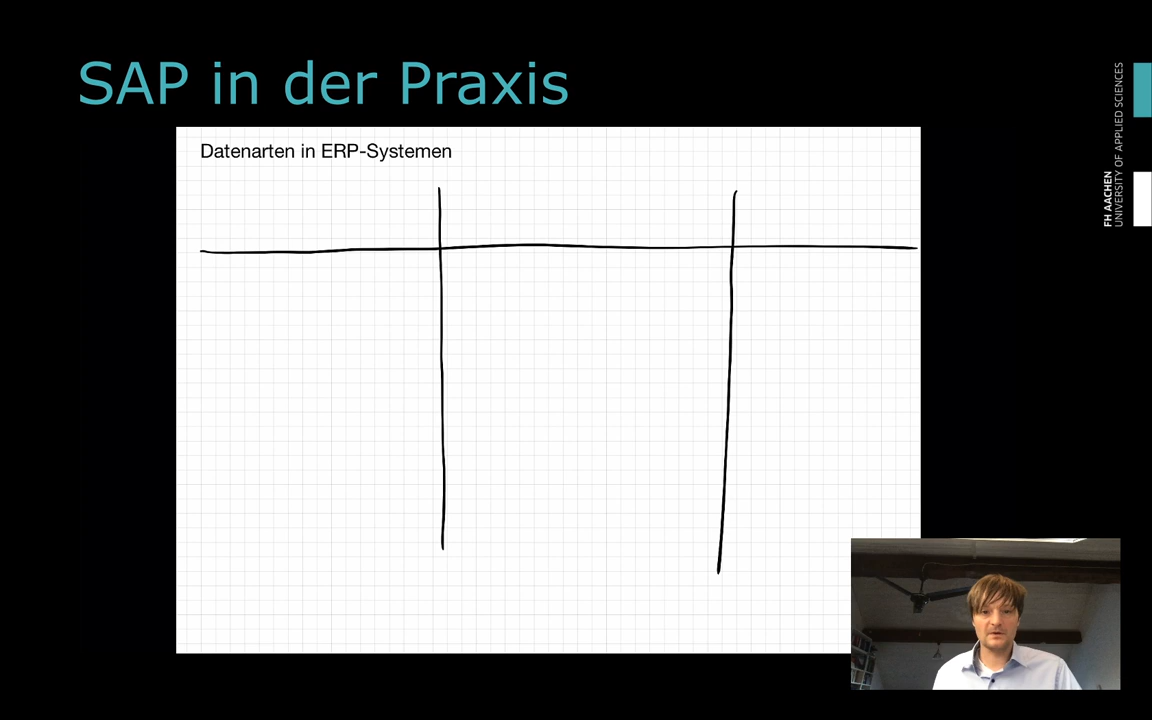 SAP in der Praxis
Datenarten in ERP-Systemen
FH AACHEN
UNIVERSITY OF APPLIED SCIENCES